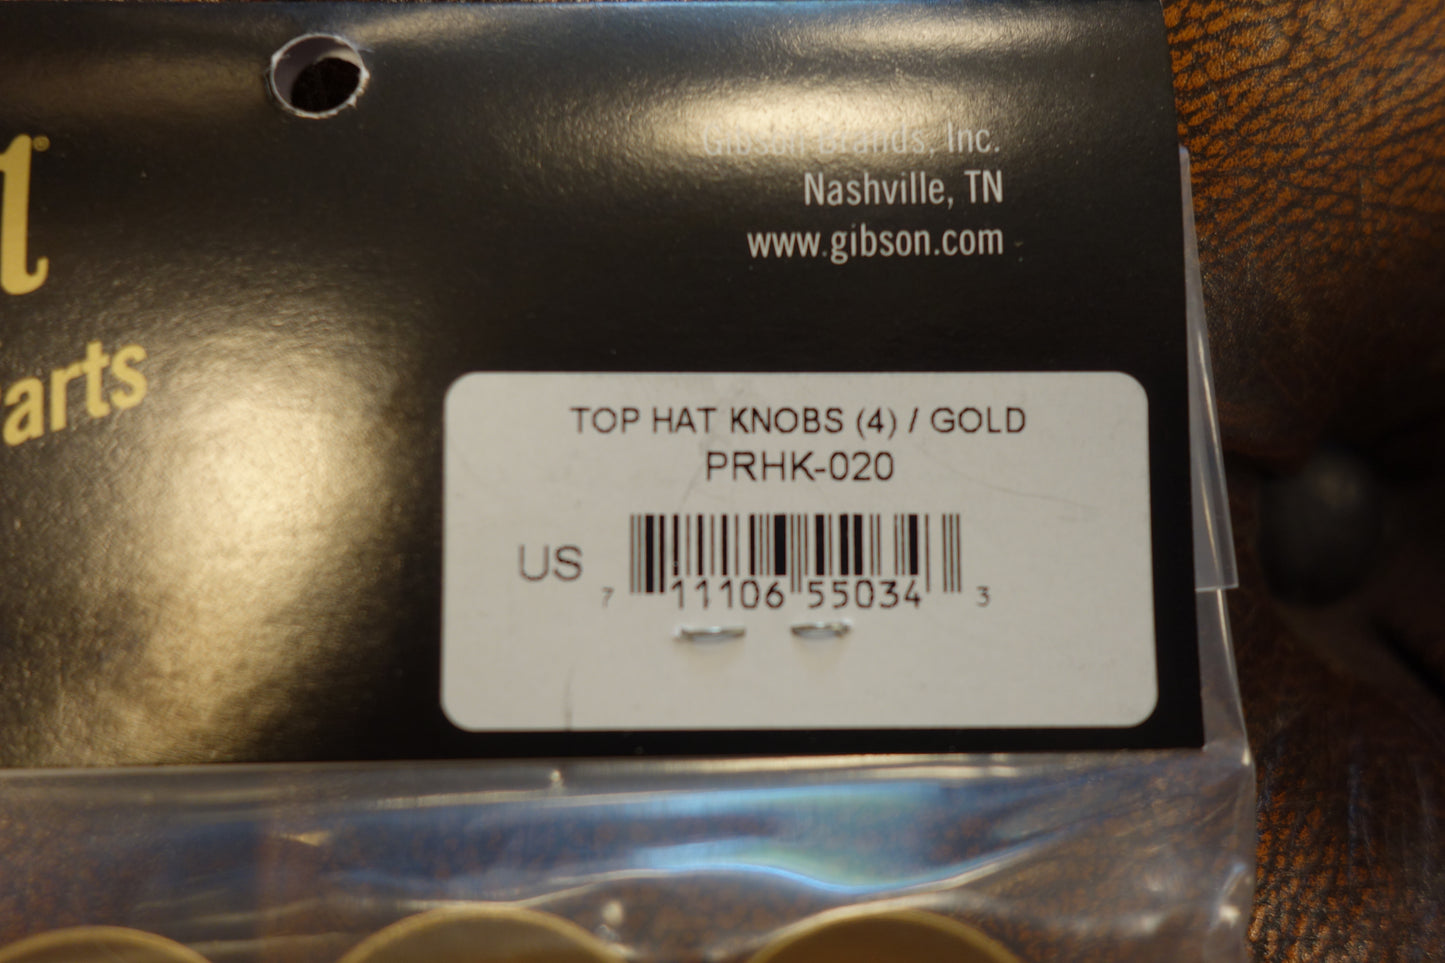 Gibson Brands, Inc.
Nashville, TN
www.gibson.com
arts
TOP HAT KNOBS (4) / GOLD
PRHK-020
US
7 11106 55034 3